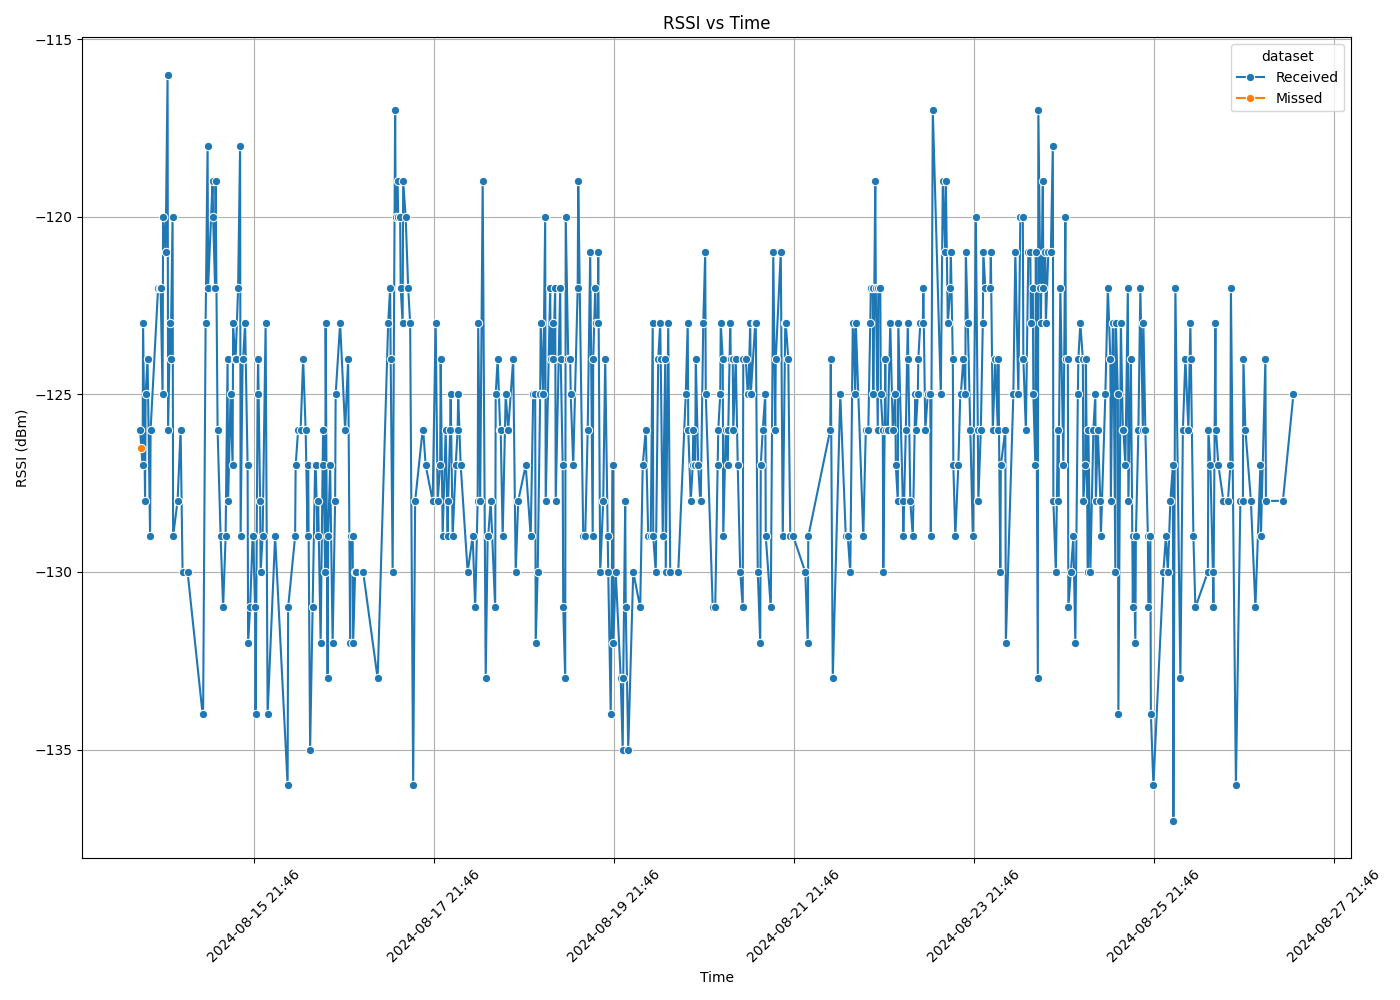 RSSI vs Time
dataset
Received
Missed
RSSI (dBm)
−115
−120
−125
−130
−135
2024-08-15 21:46
2024-08-17 21:46
2024-08-19 21:46
2024-08-21 21:46
2024-08-23 21:46
2024-08-25 21:46
2024-08-27 21:46
Time